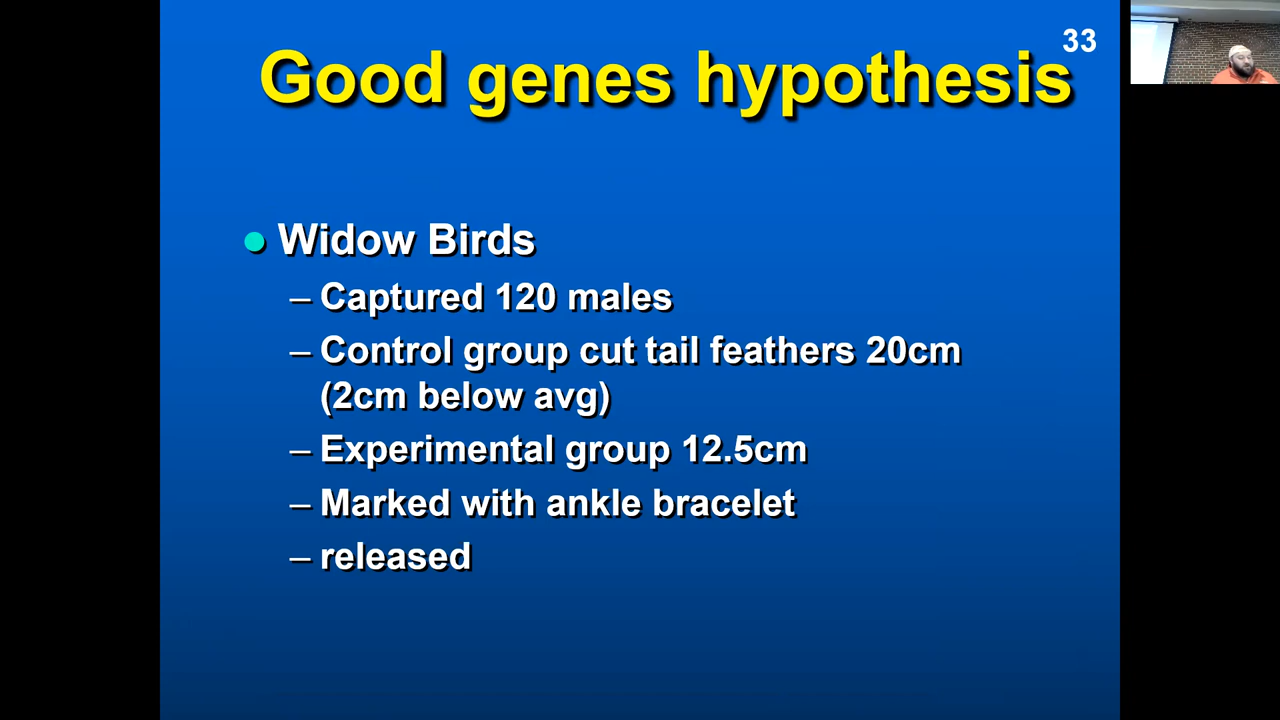 33
Good genes hypothesis
Widow Birds
– Captured 120 males
– Control group cut tail feathers 20cm
(2cm below avg)
– Experimental group 12.5cm
– Marked with ankle bracelet
– released